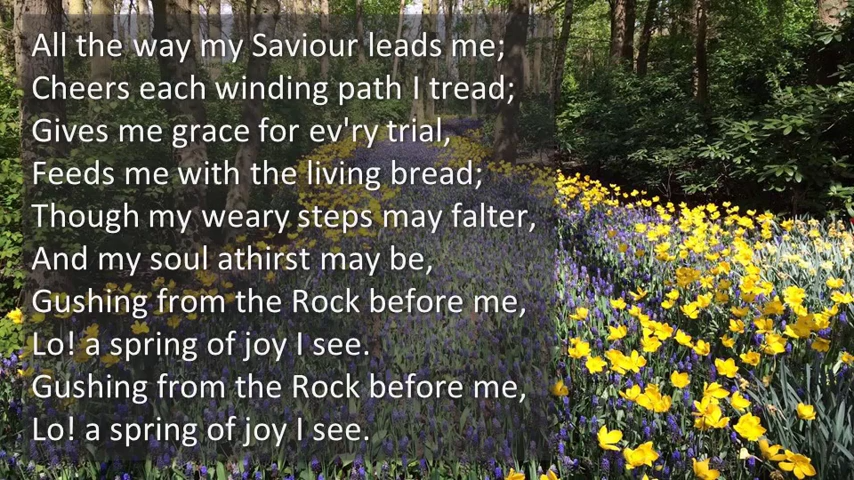 All the way my Saviour leads me;
Cheers each winding path I tread;
Gives me grace for ev'ry trial,
Feeds me with the living bread;
Though my weary steps may falter,
And my soul athirst may be,
Gushing from the Rock before me,
Lo! a spring of joy I see.
Gushing from the Rock before me,
Lo! a spring of joy I see.